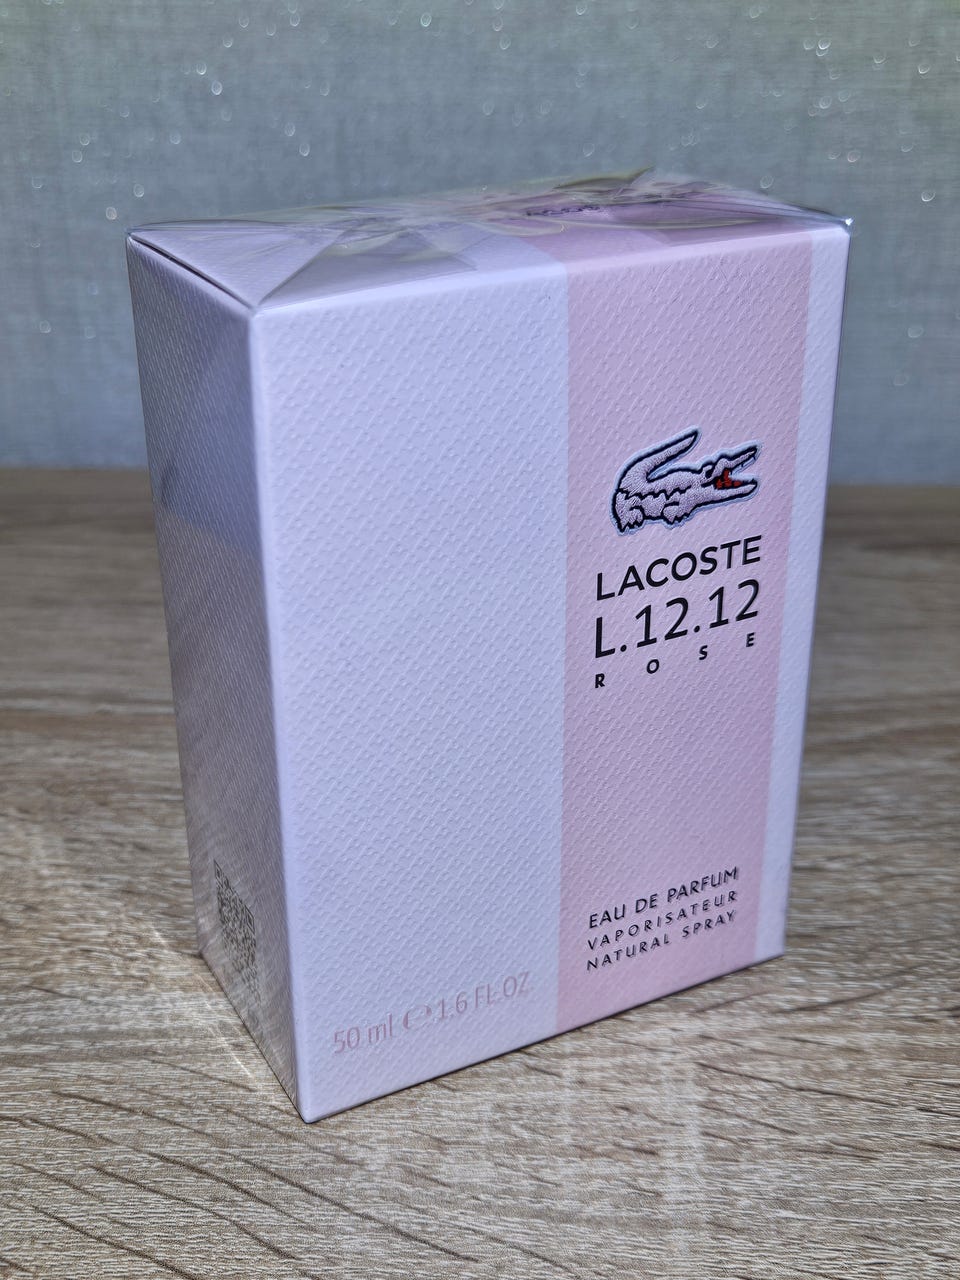 LACOSTE
L.12.12
ROSE
EAU DE PARFUM
VAPORISATEUR
NATURAL SPRAY
50 ml ℮ 1.6 FL.OZ